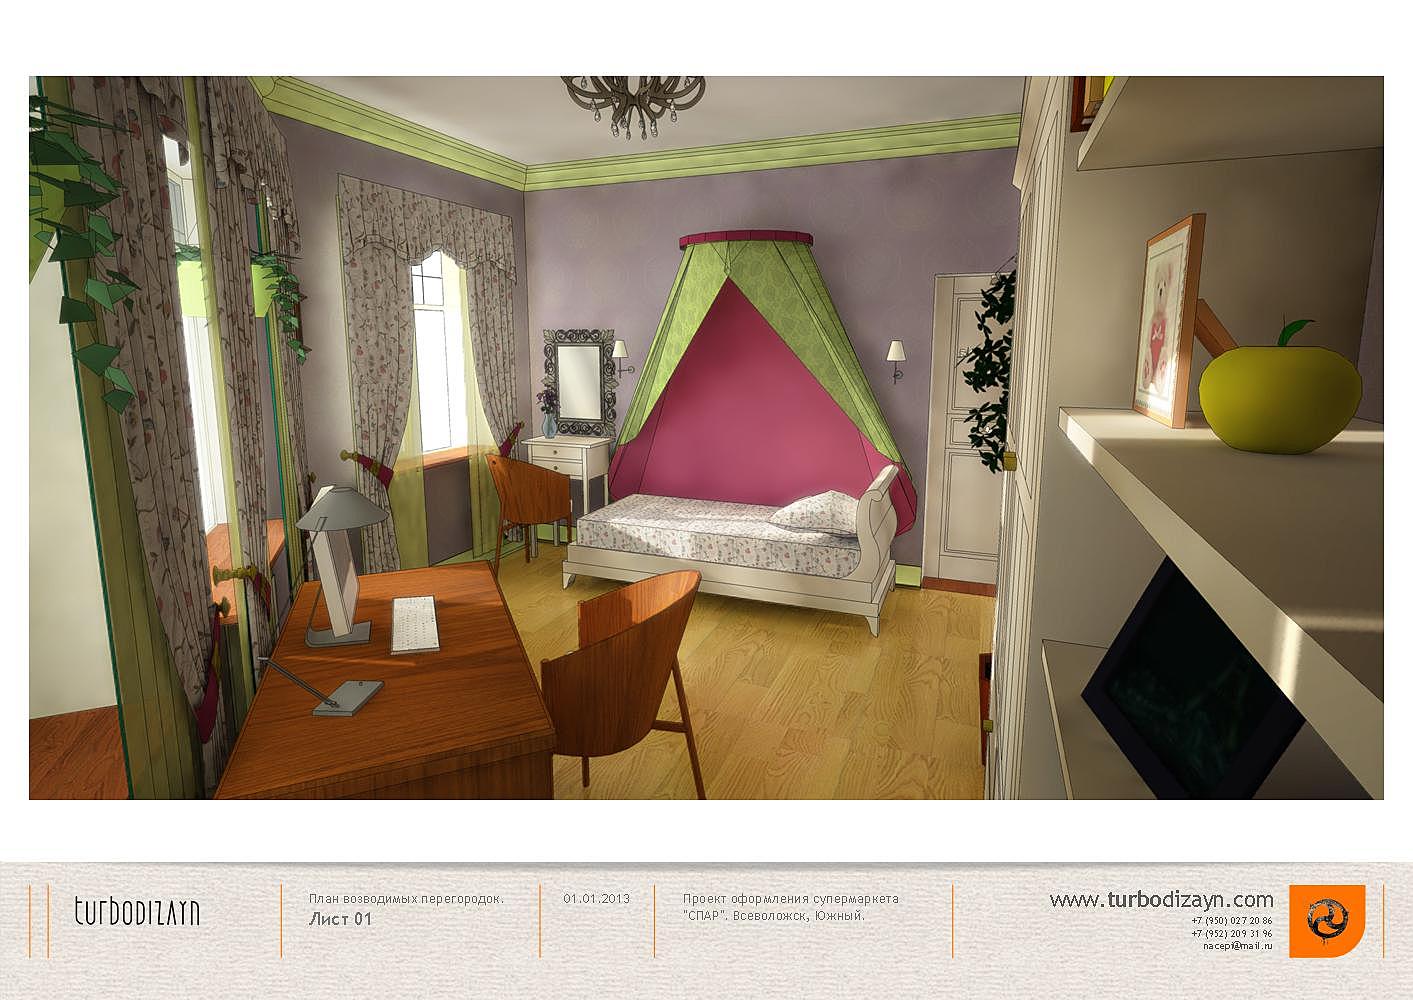 turbodizayn
План возводимых перегородок.
Лист 01
01.01.2013
Проект оформления супермаркета
"СПАР". Всеволожск, Южный.
www.turbodizayn.com
+7 (950) 027 20 86
+7 (952) 209 31 96
nacepi@mail.ru